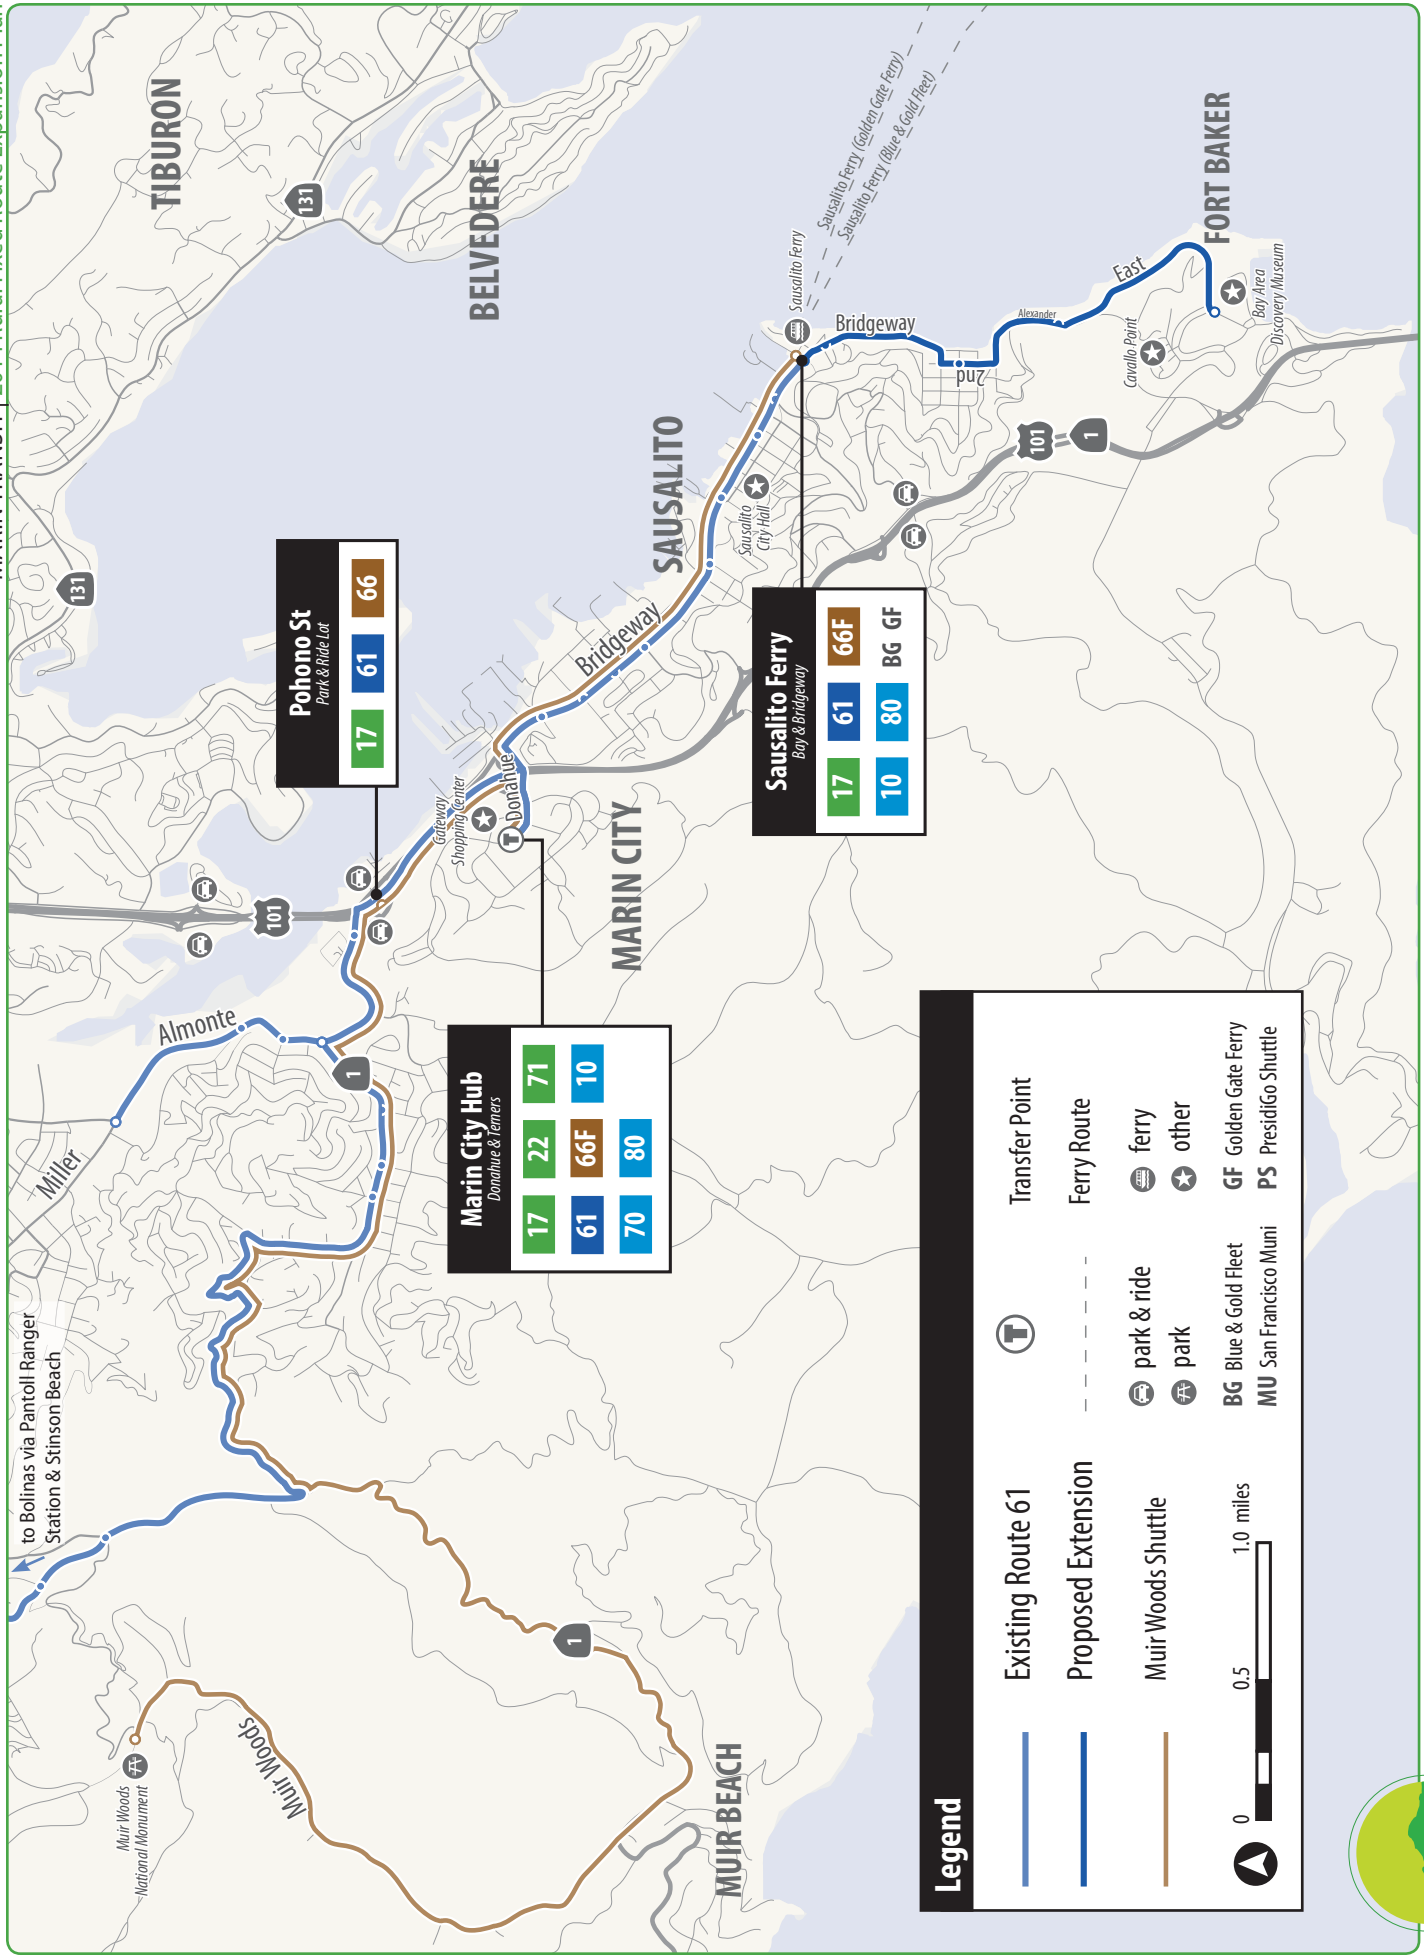 to Bolinas via Pantoll Ranger
Station & Stinson Beach
Muir Woods
National Monument
Muir Woods
MUIR BEACH
1
Miller
Almonte
1
101
131
131
TIBURON
BELVEDERE
Pohono St
Park & Ride Lot
17 61 66
Marin City Hub
Donahue & Terners
17 22 71
61 66F 10
70 80
Gateway
Shopping Center
Donahue
MARIN CITY
Bridgeway
SAUSALITO
Sausalito
City Hall
Sausalito Ferry
Bay & Bridgeway
17 61 66F
10 80 BG GF
Sausalito Ferry
Sausalito Ferry (Golden Gate Ferry)
Sausalito Ferry (Blue & Gold Fleet)
Bridgeway
2nd
Alexander
East
101
1
Cavallo Point
Bay Area
Discovery Museum
FORT BAKER
Legend
Existing Route 61
Proposed Extension
Muir Woods Shuttle
0 0.5 1.0 miles
Transfer Point
Ferry Route
park & ride
ferry
park
other
BG Blue & Gold Fleet
GF Golden Gate Ferry
MU San Francisco Muni
PS PresidiGo Shuttle